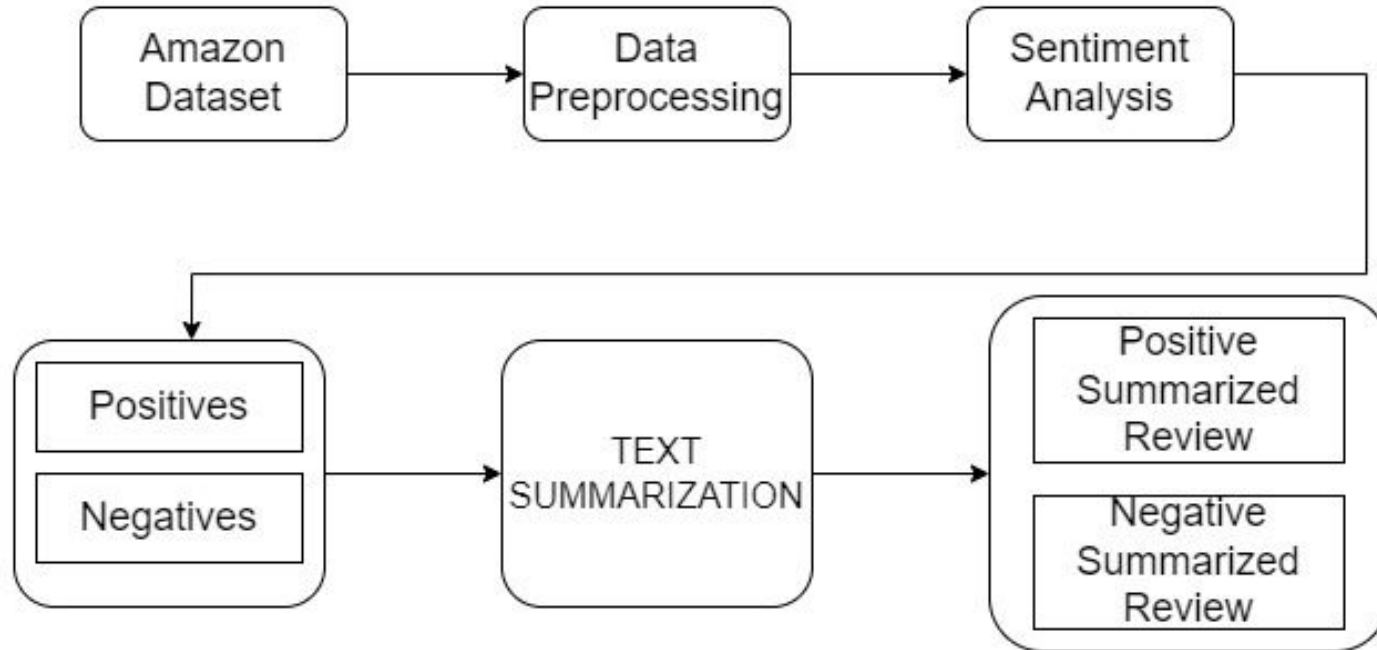 Amazon
Dataset
Data
Preprocessing
Sentiment
Analysis
Positives
Negatives
TEXT
SUMMARIZATION
Positive
Summarized
Review
Negative
Summarized
Review